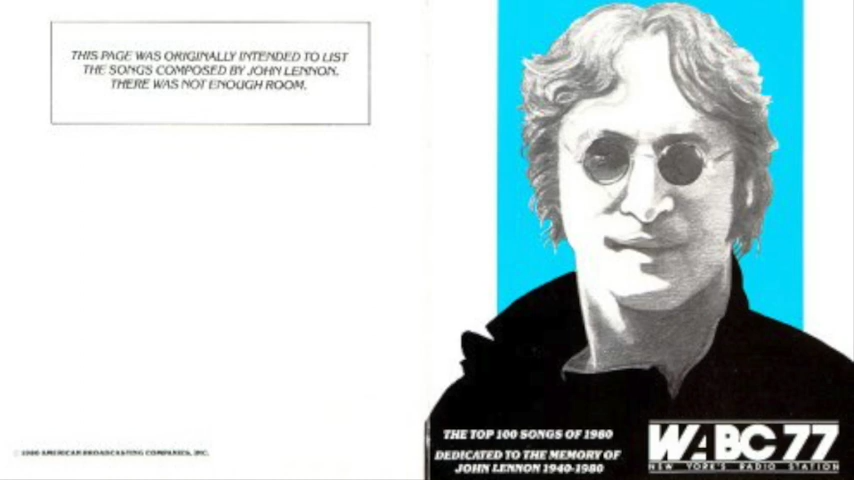 THIS PAGE WAS ORIGINALLY INTENDED TO LIST
THE SONGS COMPOSED BY JOHN LENNON.
THERE WAS NOT ENOUGH ROOM.
© 1980 AMERICAN BROADCASTING COMPANIES, INC.
THE TOP 100 SONGS OF 1980
DEDICATED TO THE MEMORY OF
JOHN LENNON 1940-1980
WABC 77
NEW YORK'S RADIO STATION